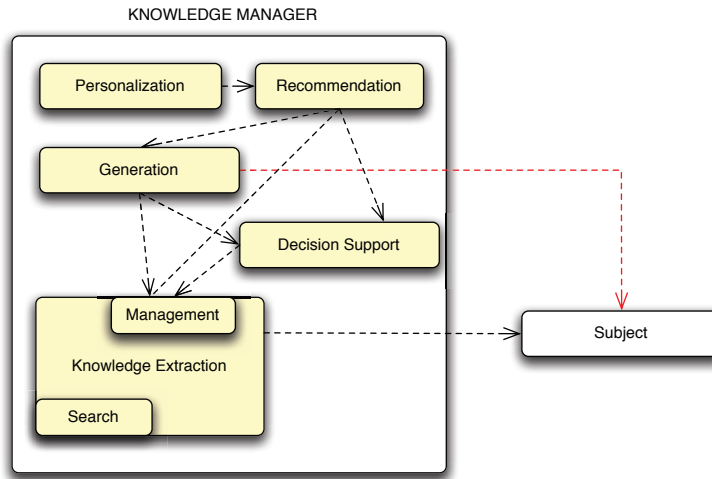 KNOWLEDGE MANAGER
Personalization
Recommendation
Generation
Decision Support
Management
Subject
Knowledge Extraction
Search